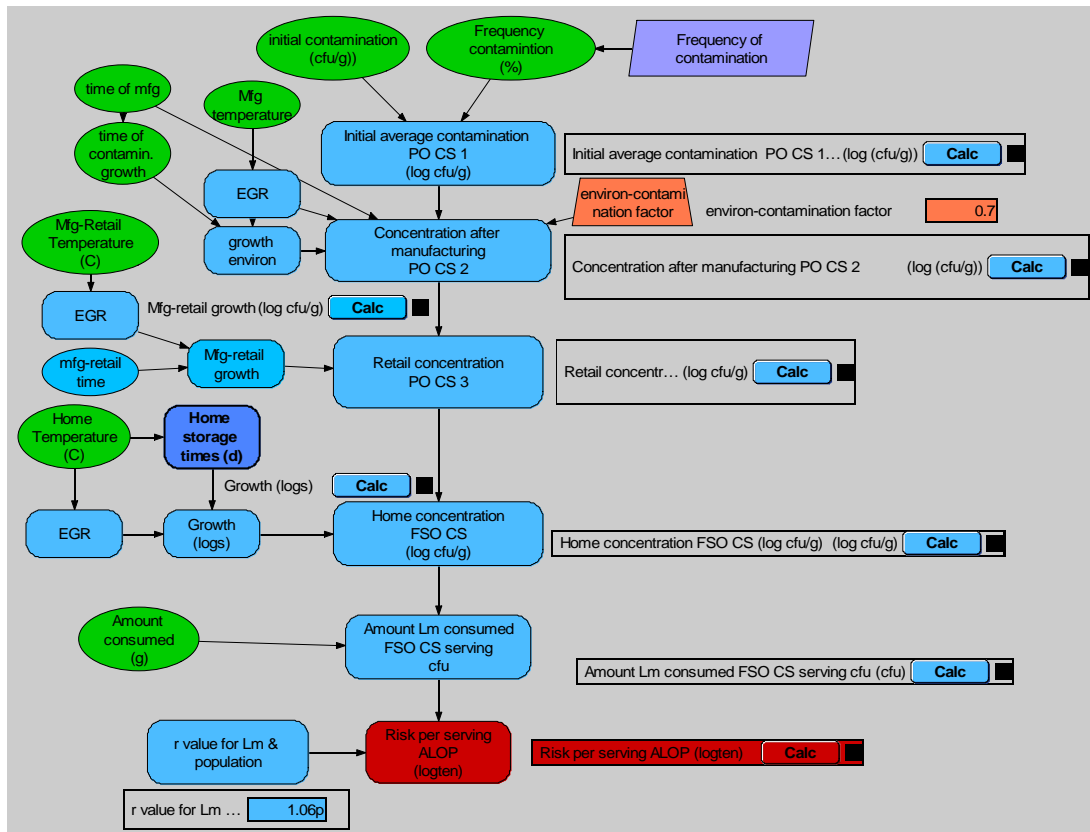 initial contamination
(cfu/g))
Frequency
contamintion
(%)
Frequency of
contamination
time of mfg
Mfg
temperature
time of
contamin.
growth
Initial average contamination
PO CS 1
(log cfu/g)
Initial average contamination PO CS 1... (log (cfu/g)) Calc
EGR
environ-contami
nation factor
environ-contamination factor 0.7
Mfg-Retail
Temperature
(C)
growth
environ
Concentration after
manufacturing
PO CS 2
Concentration after manufacturing PO CS 2 (log (cfu/g)) Calc
EGR
Mfg-retail growth (log cfu/g) Calc
mfg-retail
time
Mfg-retail
growth
Retail concentration
PO CS 3
Retail concentr... (log cfu/g) Calc
Home
Temperature
(C)
Home
storage
times (d)
Growth (logs) Calc
EGR
Growth
(logs)
Home concentration
FSO CS
(log cfu/g)
Home concentration FSO CS (log cfu/g) (log cfu/g) Calc
Amount
consumed
(g)
Amount Lm consumed
FSO CS serving
cfu
Amount Lm consumed FSO CS serving cfu (cfu) Calc
r value for Lm &
population
Risk per serving
ALOP
(logten)
Risk per serving ALOP (logten) Calc
r value for Lm ... 1.06p